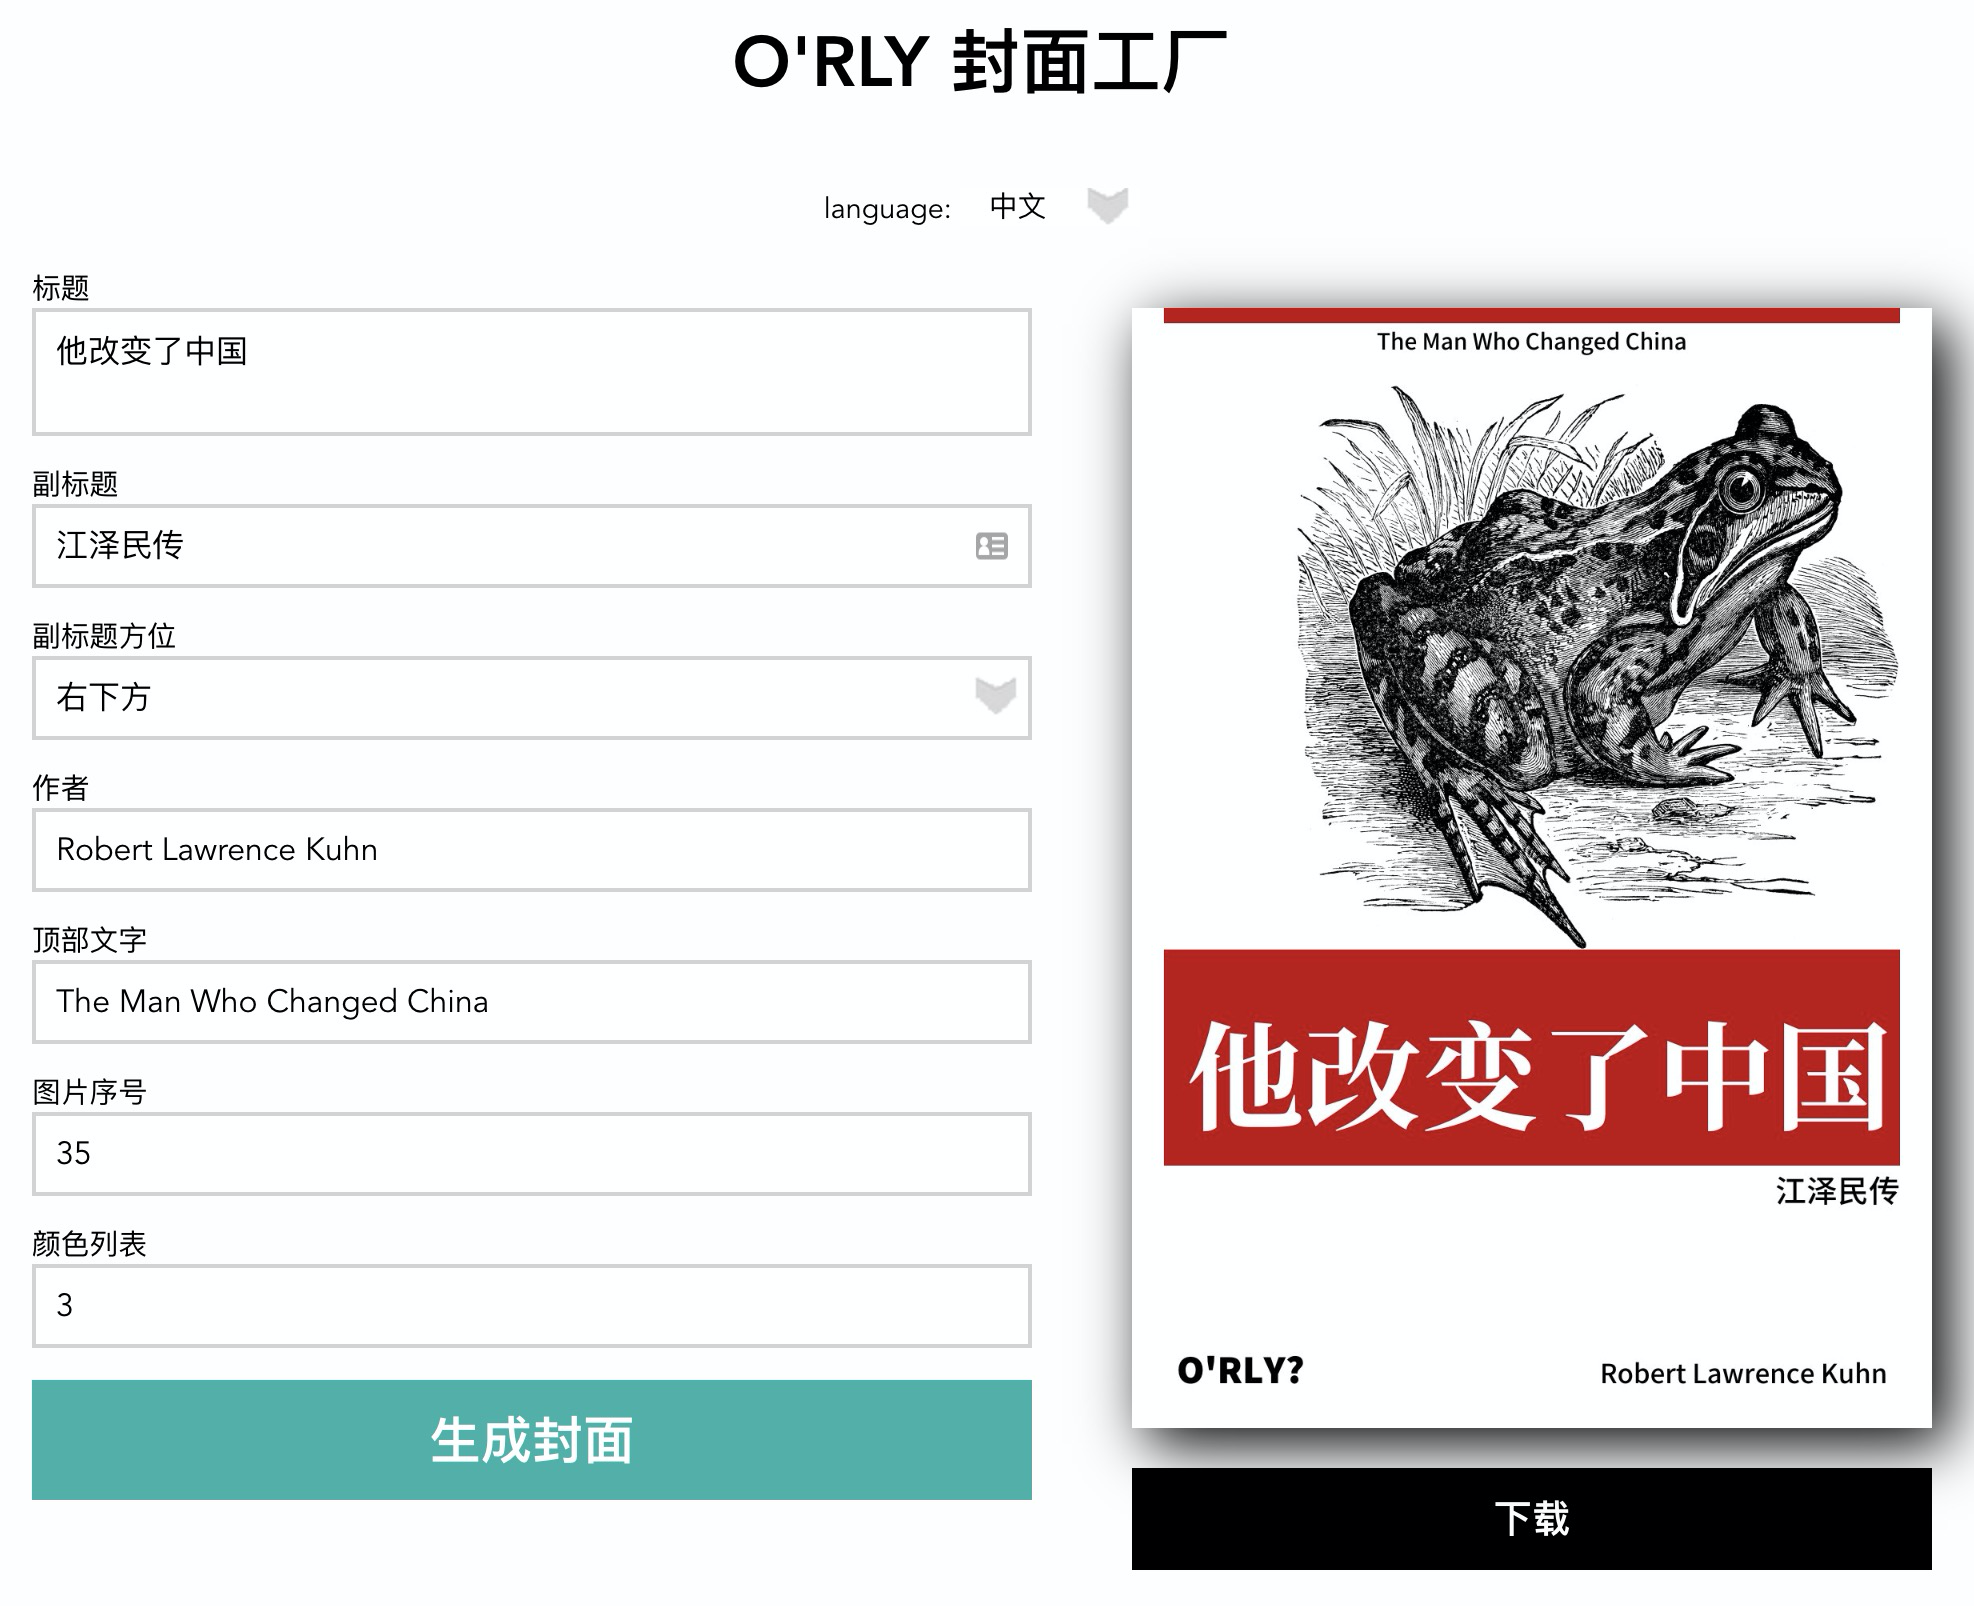 O'RLY 封面工厂
language: 中文
标题
他改变了中国
副标题
江泽民传
副标题方位
右下方
作者
Robert Lawrence Kuhn
顶部文字
The Man Who Changed China
图片序号
35
颜色列表
3
生成封面
The Man Who Changed China
他改变了中国
江泽民传
O'RLY?
Robert Lawrence Kuhn
下载